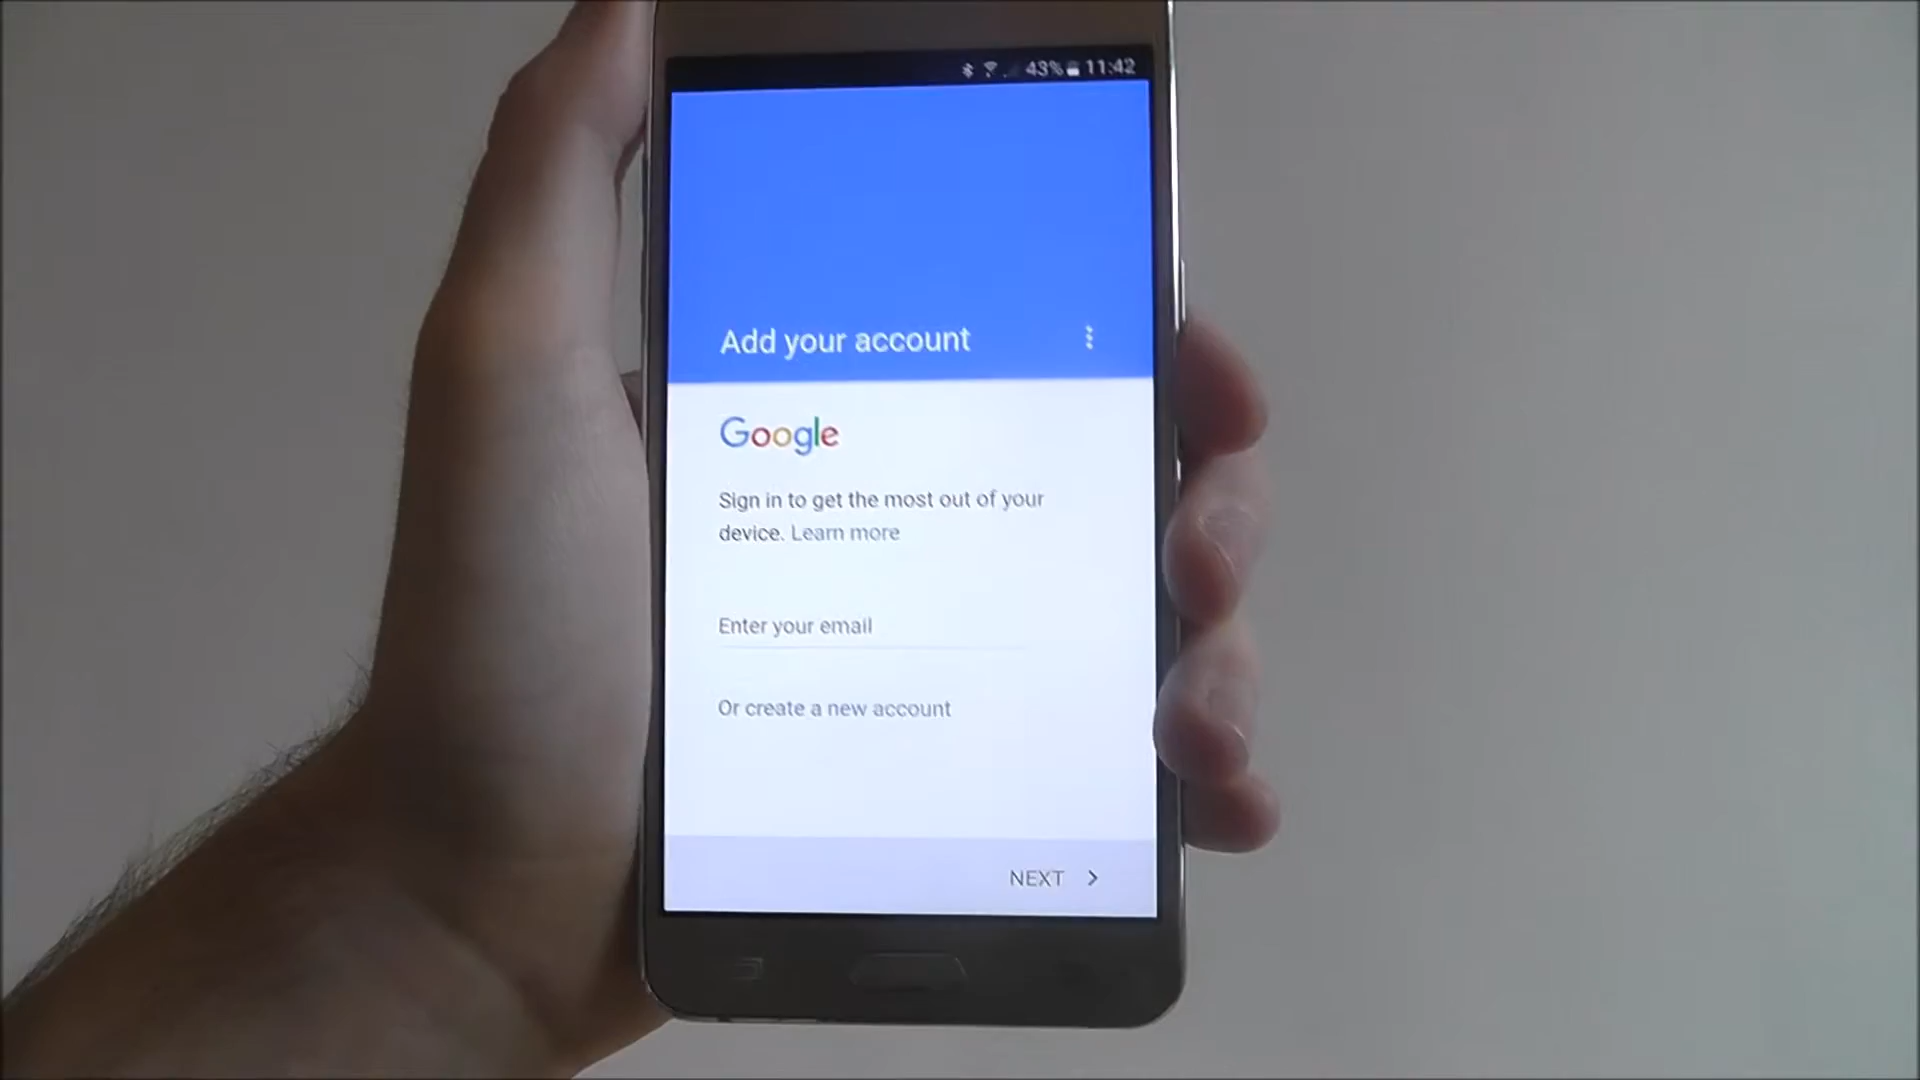 43% 11:42
Add your account
Google
Sign in to get the most out of your
device. Learn more
Enter your email
Or create a new account
NEXT